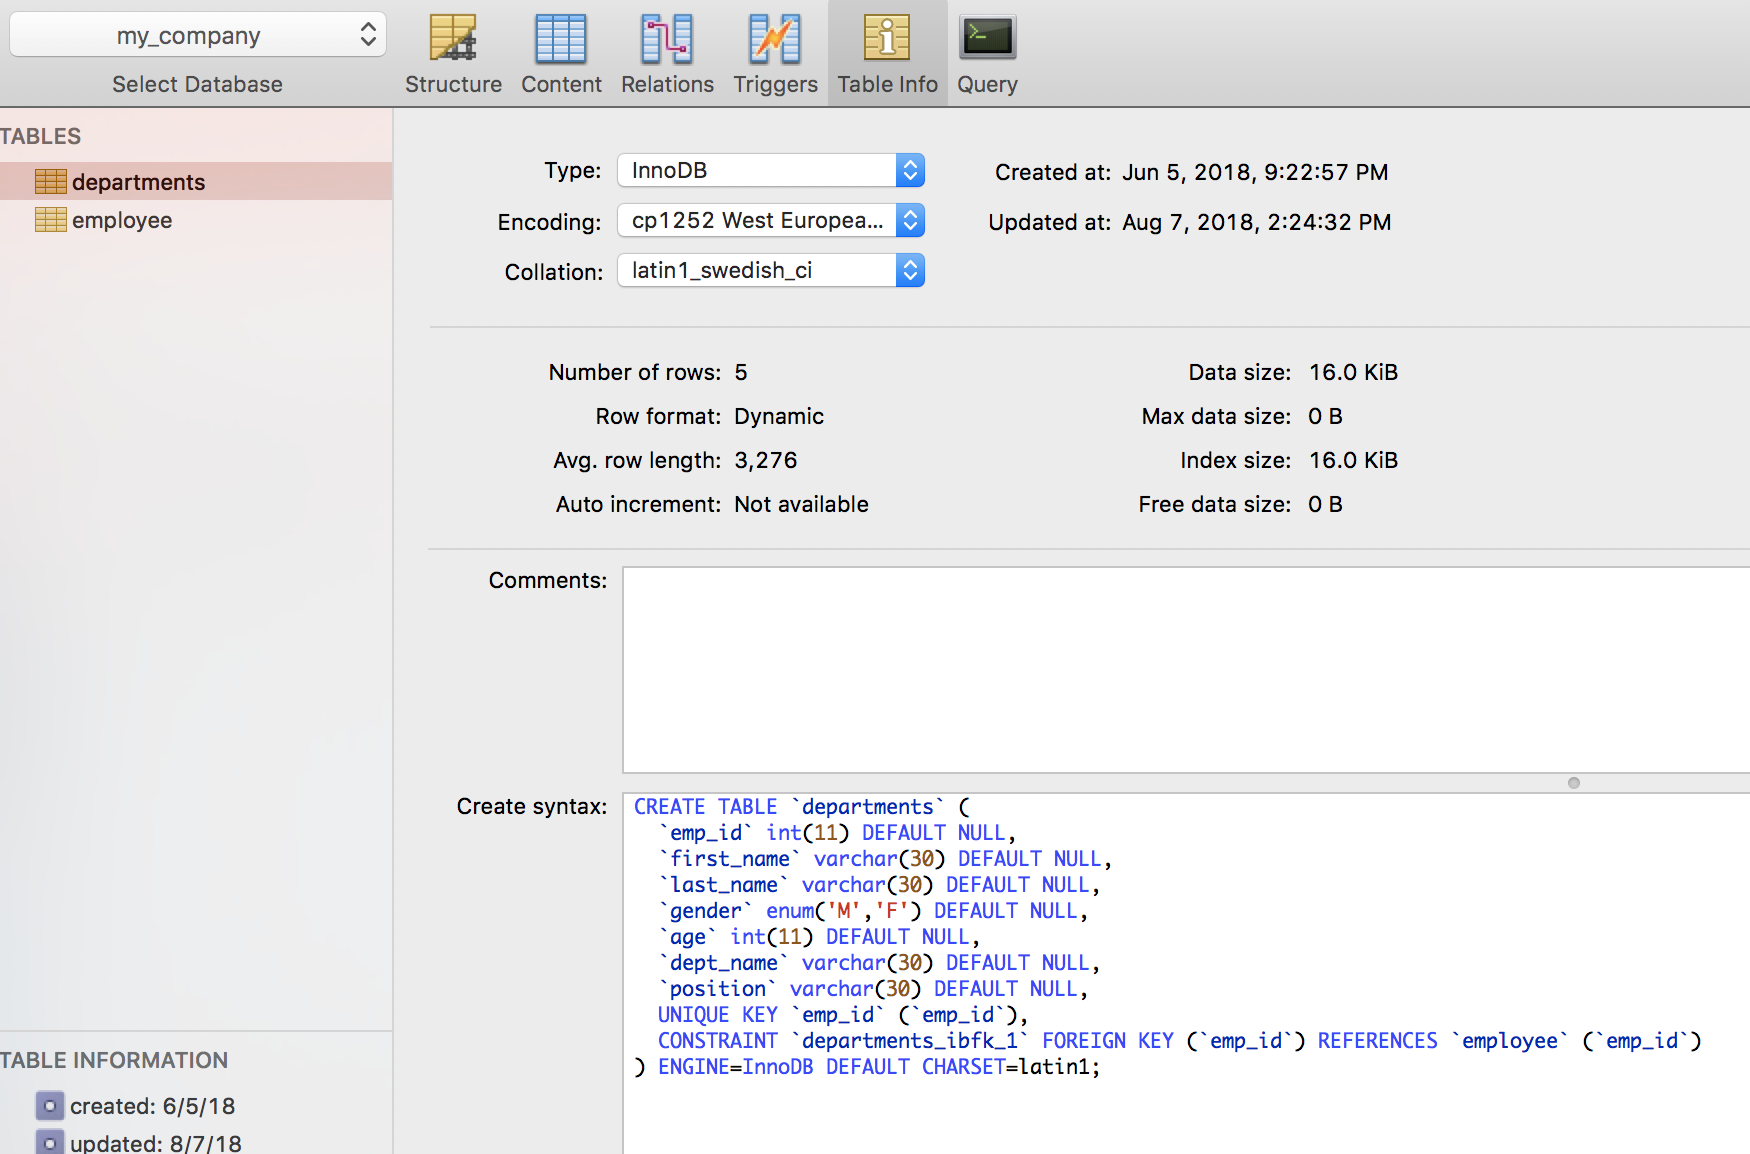 my_company
Select Database
Structure
Content
Relations
Triggers
Table Info
Query
TABLES
departments
employee
TABLE INFORMATION
created: 6/5/18
updated: 8/7/18
Type: InnoDB
Encoding: cp1252 West Europea...
Collation: latin1_swedish_ci
Created at: Jun 5, 2018, 9:22:57 PM
Updated at: Aug 7, 2018, 2:24:32 PM
Number of rows: 5
Row format: Dynamic
Avg. row length: 3,276
Auto increment: Not available
Data size: 16.0 KiB
Max data size: 0 B
Index size: 16.0 KiB
Free data size: 0 B
Comments:
Create syntax:
CREATE TABLE `departments` (
  `emp_id` int(11) DEFAULT NULL,
  `first_name` varchar(30) DEFAULT NULL,
  `last_name` varchar(30) DEFAULT NULL,
  `gender` enum('M','F') DEFAULT NULL,
  `age` int(11) DEFAULT NULL,
  `dept_name` varchar(30) DEFAULT NULL,
  `position` varchar(30) DEFAULT NULL,
  UNIQUE KEY `emp_id` (`emp_id`),
  CONSTRAINT `departments_ibfk_1` FOREIGN KEY (`emp_id`) REFERENCES `employee` (`emp_id`)
) ENGINE=InnoDB DEFAULT CHARSET=latin1;